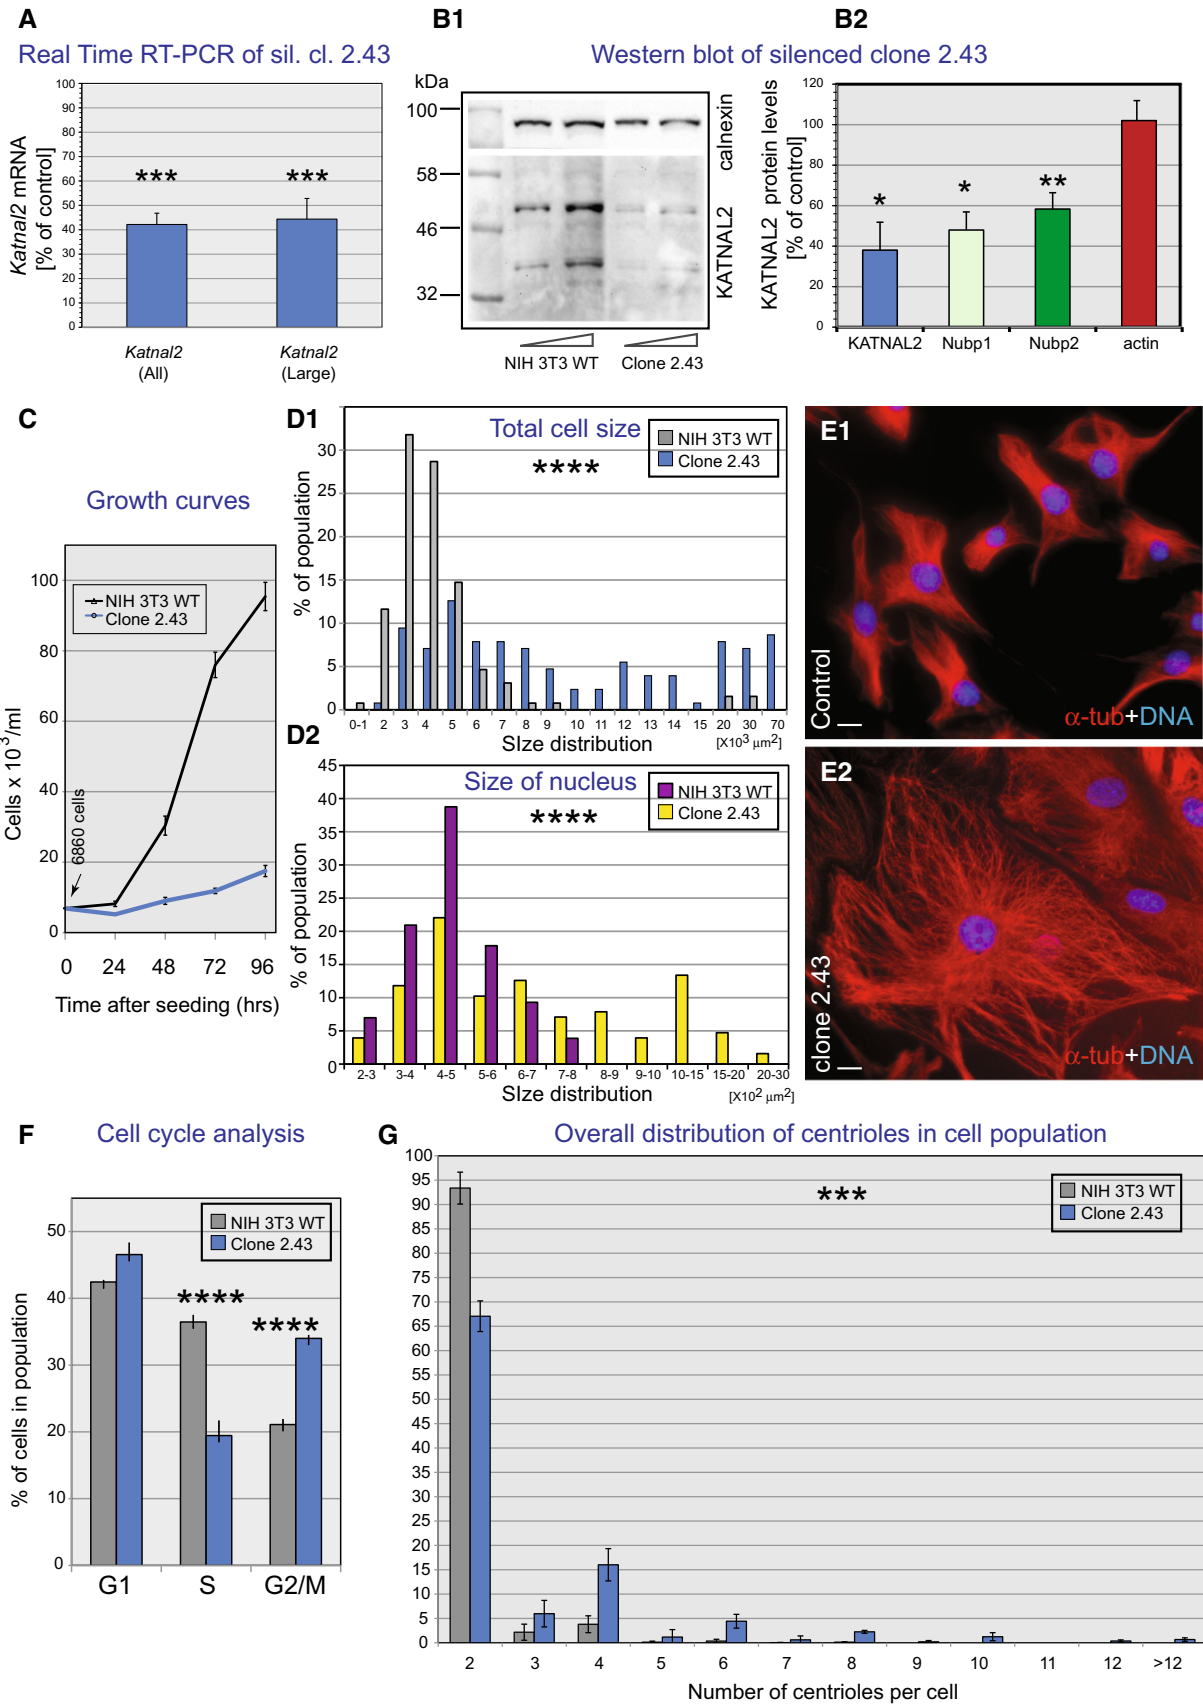 A
Real Time RT-PCR of sil. cl. 2.43
Katnal2 mRNA
[% of control]
100
90
80
70
60
50
40
30
20
10
0
***
***
Katnal2
(All)
Katnal2
(Large)
B1
B2
Western blot of silenced clone 2.43
kDa
100
58
46
32
calnexin
KATNAL2
NIH 3T3 WT
Clone 2.43
KATNAL2 protein levels
[% of control]
120
100
80
60
40
20
0
*
*
**
KATNAL2
Nubp1
Nubp2
actin
C
Growth curves
Cells x 10³/ml
100
80
60
40
20
0
NIH 3T3 WT
Clone 2.43
6860 cells
0 24 48 72 96
Time after seeding (hrs)
D1
Total cell size
****
NIH 3T3 WT
Clone 2.43
% of population
30
25
20
15
10
5
0
0-1 2 3 4 5 6 7 8 9 10 11 12 13 14 15 20 30 70
SIze distribution
[X10³ µm²]
D2
Size of nucleus
****
NIH 3T3 WT
Clone 2.43
% of population
45
40
35
30
25
20
15
10
5
0
2-3 3-4 4-5 5-6 6-7 7-8 8-9 9-10 10-15 15-20 20-30
SIze distribution
[X10² µm²]
E1
Control
α-tub+DNA
E2
clone 2.43
α-tub+DNA
F
Cell cycle analysis
% of cells in population
50
40
30
20
10
0
NIH 3T3 WT
Clone 2.43
****
****
G1 S G2/M
G
Overall distribution of centrioles in cell population
100
95
90
85
80
75
70
65
60
55
50
45
40
35
30
25
20
15
10
5
0
***
NIH 3T3 WT
Clone 2.43
2 3 4 5 6 7 8 9 10 11 12 >12
Number of centrioles per cell